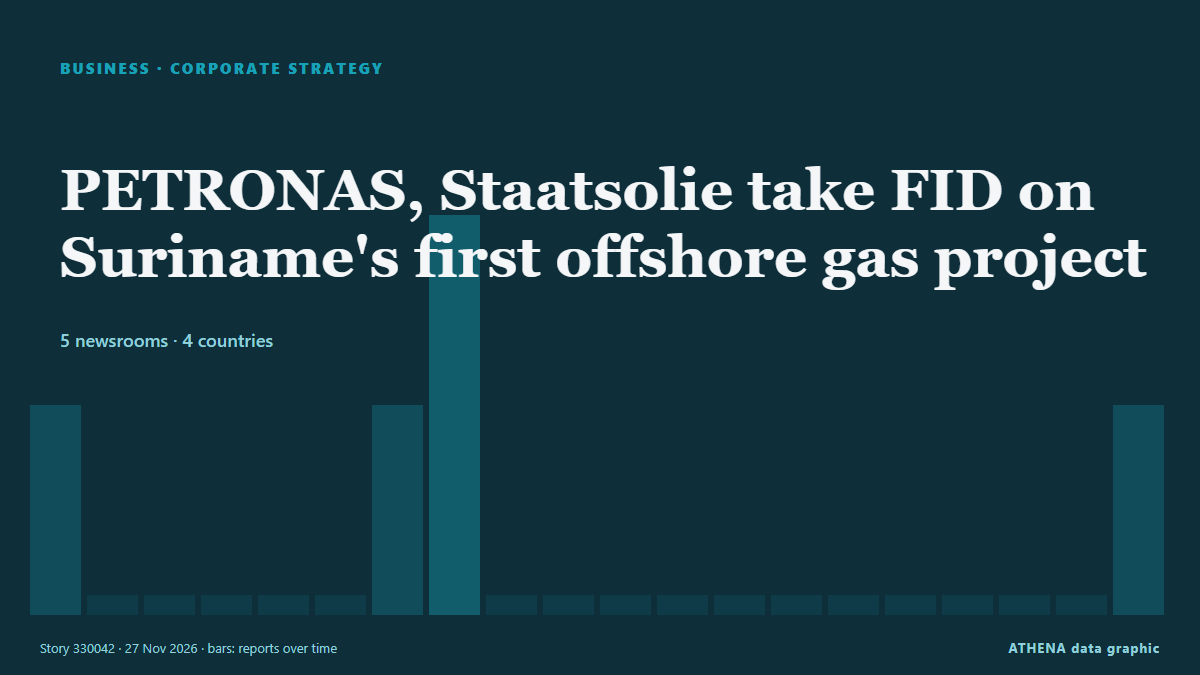 BUSINESS · CORPORATE STRATEGY
PETRONAS, Staatsolie take FID on
Suriname's first offshore gas project
5 newsrooms · 4 countries
Story 330042 · 27 Nov 2026 · bars: reports over time
ATHENA data graphic